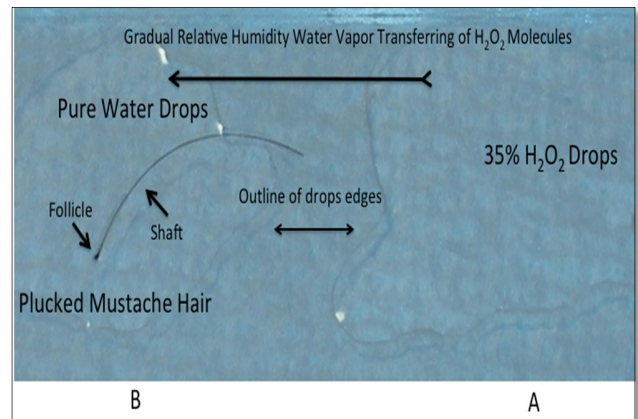 Gradual Relative Humidity Water Vapor Transferring of H₂O₂ Molecules
Pure Water Drops
35% H₂O₂ Drops
Outline of drops edges
Follicle
Shaft
Plucked Mustache Hair
B
A